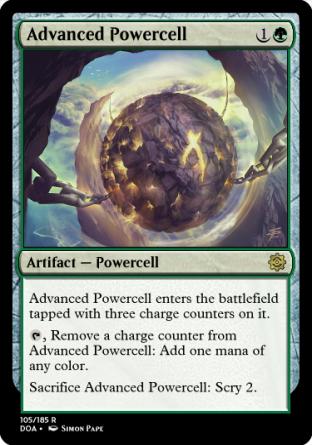 Advanced Powercell 1
Artifact — Powercell
Advanced Powercell enters the battlefield
tapped with three charge counters on it.
, Remove a charge counter from
Advanced Powercell: Add one mana of
any color.
Sacrifice Advanced Powercell: Scry 2.
105/185 R
DOA • SIMON PAPE